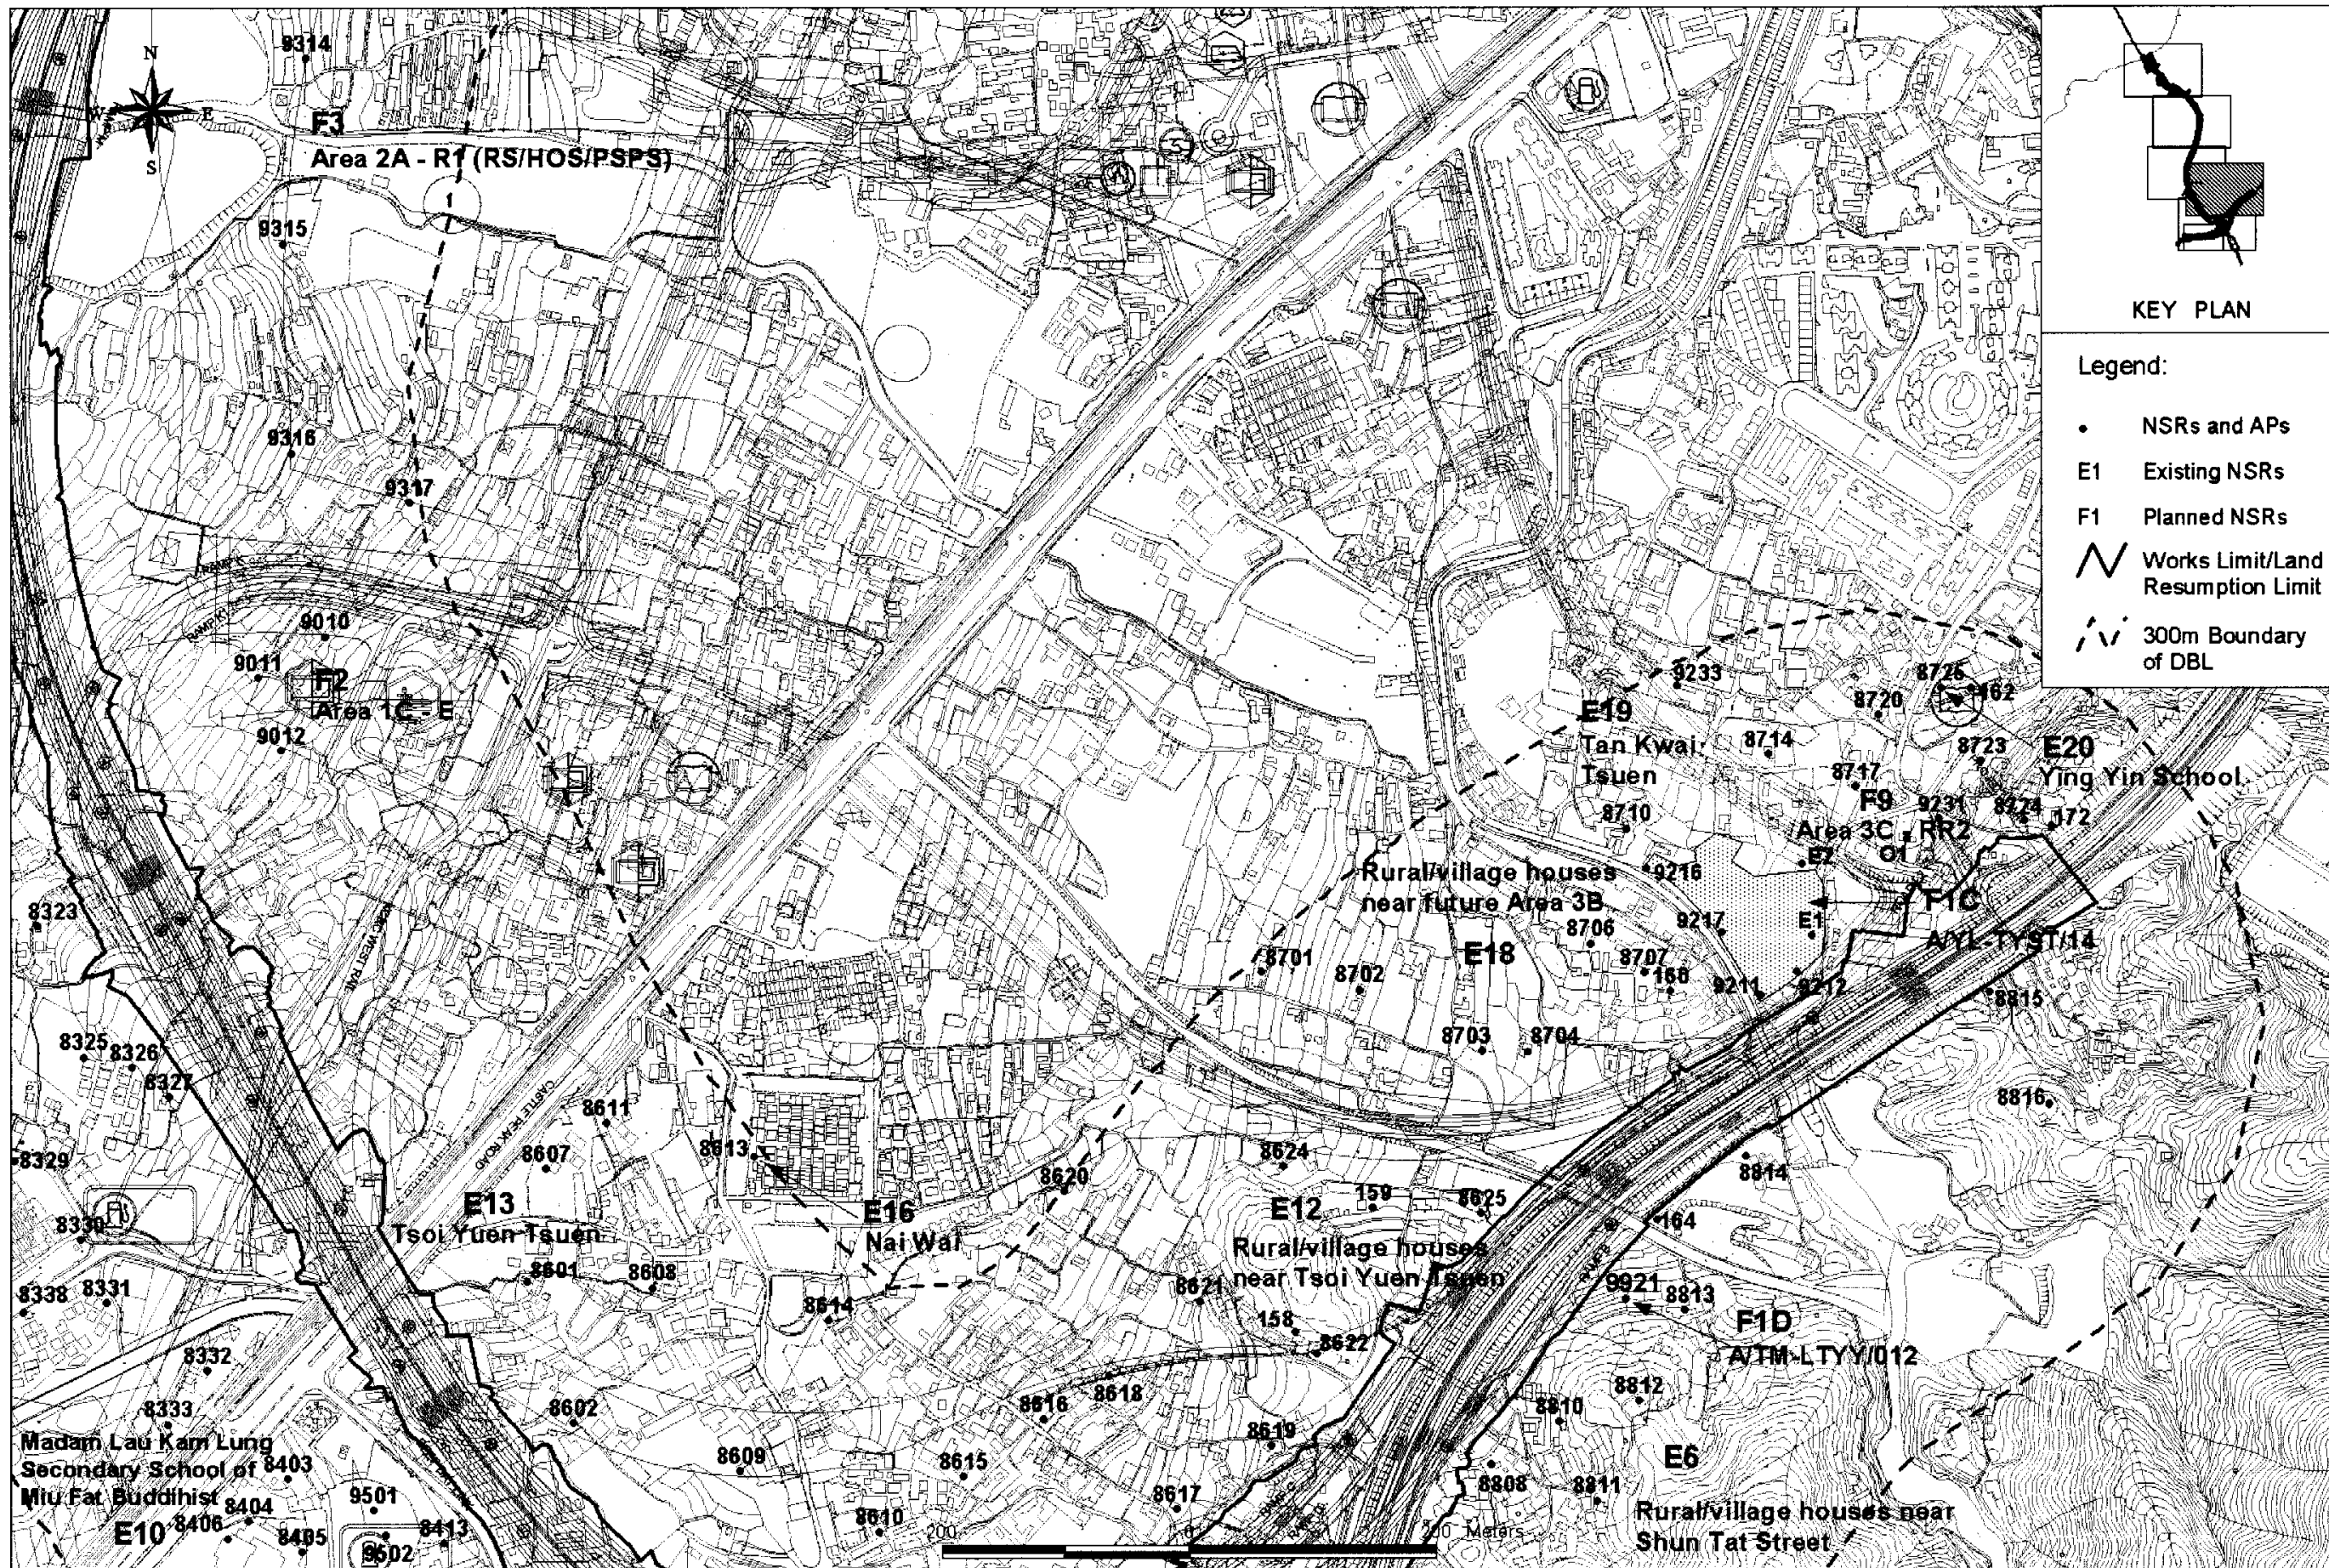 9314
N
W
E
S
F3
Area 2A - R1 (RS/HOS/PSPS)
1
9315
9316
9317
KEY PLAN
Legend:
NSRs and APs
E1 Existing NSRs
F1 Planned NSRs
Works Limit/Land
Resumption Limit
300m Boundary
of DBL
9010
9011
F2
Area 1C - E
9012
9233
E19
Tan Kwai
Tsuen
8725
162
8720
8714
8723
E20
Ying Yin School
8717
F9
9231
8724
172
8710
Area 3C - RR2
E2
O1
Rural/village houses
near future Area 3B
9216
F1C
A/YL-TYST/14
9217
E1
8706
E18
8701
8702
8707
160
9211
9212
8815
8703
8704
8323
8325
8326
8327
8329
8330
8331
8338
8332
8333
CASTLE PEAK ROAD
8611
8607
8613
E13
Tsoi Yuen Tsuen
E16
Nai Wai
8620
8624
159
8625
E12
Rural/village houses
near Tsoi Yuen Tsuen
8816
8814
164
9921
8813
F1D
A/TM-LTYY/012
8601
8608
8614
8621
158
8622
8618
8616
8602
8609
8615
8619
8617
8610
8812
8810
8808
8811
E6
Rural/village houses near
Shun Tat Street
Madam Lau Kam Lung
Secondary School of
Miu Fat Buddihist
E10
8403
8404
8406
8405
9501
9502
8413
200 0 200 Meters